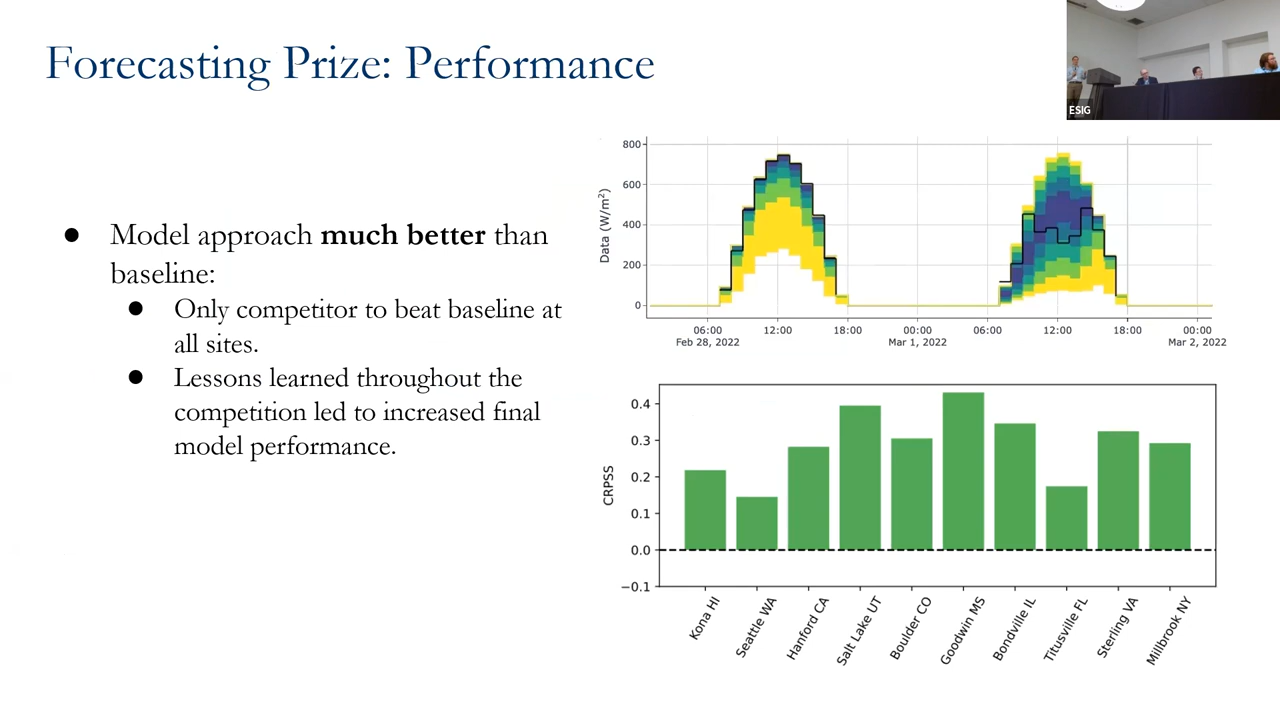 Forecasting Prize: Performance
ESIG
● Model approach much better than
baseline:
● Only competitor to beat baseline at
all sites.
● Lessons learned throughout the
competition led to increased final
model performance.
Data (W/m²)
800
600
400
200
0
06:00 12:00 18:00 00:00 06:00 12:00 18:00 00:00
Feb 28, 2022 Mar 1, 2022 Mar 2, 2022
CRPSS
0.4
0.3
0.2
0.1
0.0
−0.1
Kona HI
Seattle WA
Hanford CA
Salt Lake UT
Boulder CO
Goodwin MS
Bondville IL
Titusville FL
Sterling VA
Millbrook NY